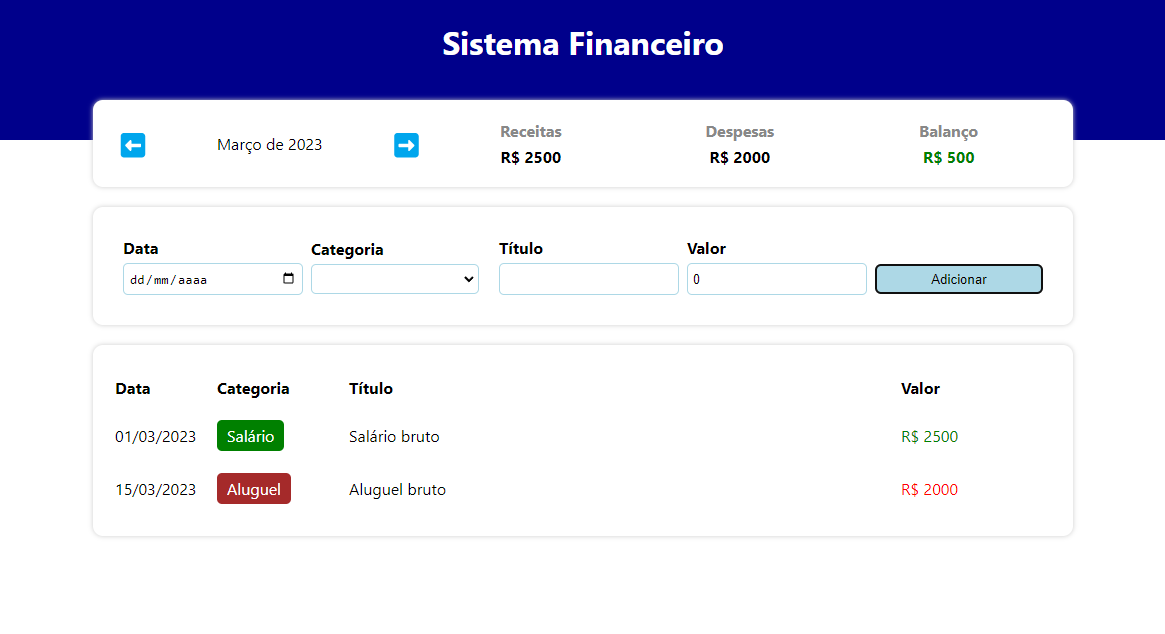 Sistema Financeiro
Março de 2023
Receitas Despesas Balanço
R$ 2500 R$ 2000 R$ 500
Data Categoria Título Valor
dd/mm/aaaa 0 Adicionar
Data Categoria Título Valor
01/03/2023 Salário Salário bruto R$ 2500
15/03/2023 Aluguel Aluguel bruto R$ 2000